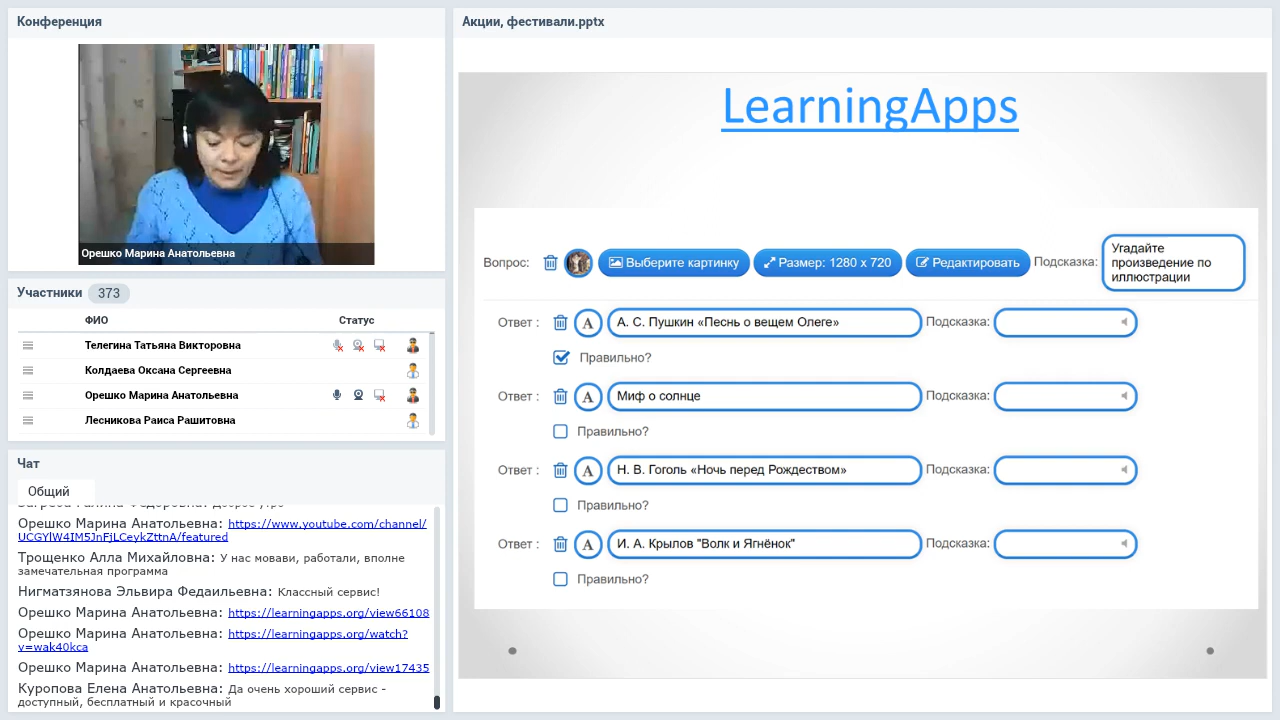 Конференция
Орешко Марина Анатольевна
Участники 373
ФИО Статус
Телегина Татьяна Викторовна
Колдаева Оксана Сергеевна
Орешко Марина Анатольевна
Лесникова Раиса Рашитовна
Чат
Общий
Орешко Марина Анатольевна: https://www.youtube.com/channel/
UCGYlW4IM5JnFjLCeykZttnA/featured
Трощенко Алла Михайловна: У нас мовави, работали, вполне
замечательная программа
Нигматзянова Эльвира Федаильевна: Классный сервис!
Орешко Марина Анатольевна: https://learningapps.org/view66108
Орешко Марина Анатольевна: https://learningapps.org/watch?
v=wak40kca
Орешко Марина Анатольевна: https://learningapps.org/view17435
Куропова Елена Анатольевна: Да очень хороший сервис -
доступный, бесплатный и красочный
Акции, фестивали.pptx
LearningApps
Вопрос: Выберите картинку Размер: 1280 x 720 Редактировать Подсказка: Угадайте
произведение по
иллюстрации
Ответ : A А. С. Пушкин «Песнь о вещем Олеге» Подсказка:
Правильно?
Ответ : A Миф о солнце Подсказка:
Правильно?
Ответ : A Н. В. Гоголь «Ночь перед Рождеством» Подсказка:
Правильно?
Ответ : A И. А. Крылов "Волк и Ягнёнок" Подсказка:
Правильно?